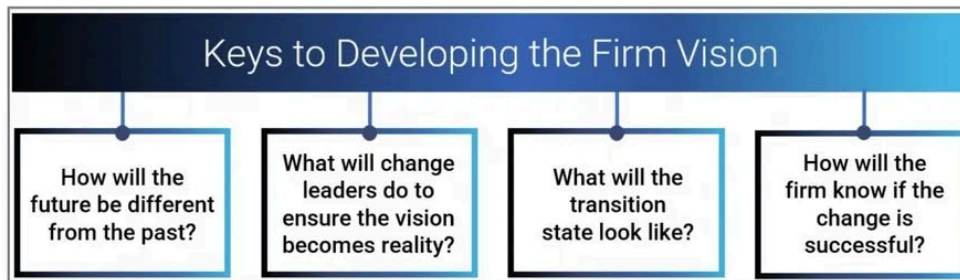 Keys to Developing the Firm Vision
How will the
future be different
from the past?
What will change
leaders do to
ensure the vision
becomes reality?
What will the
transition
state look like?
How will the
firm know if the
change is
successful?